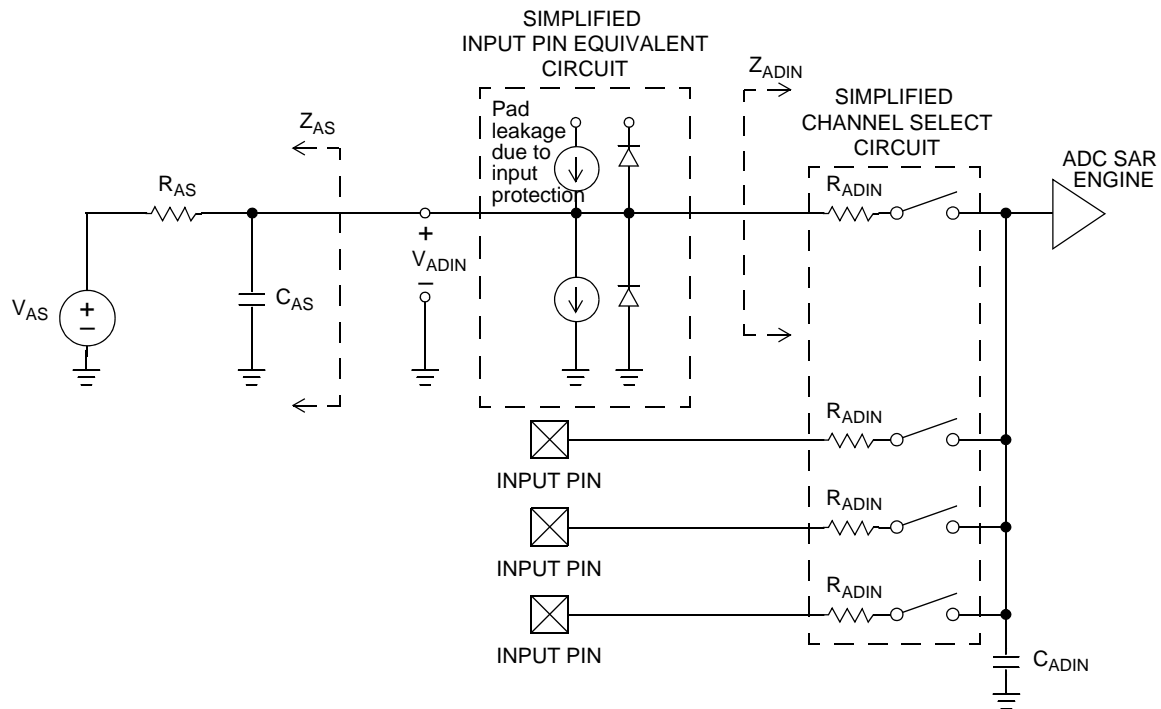 SIMPLIFIED
INPUT PIN EQUIVALENT
CIRCUIT
Pad
leakage
due to
input
protection
Z_AS
R_AS
V_AS
+
−
C_AS
+
V_ADIN
−
Z_ADIN
SIMPLIFIED
CHANNEL SELECT
CIRCUIT
R_ADIN
ADC SAR
ENGINE
R_ADIN
INPUT PIN
R_ADIN
INPUT PIN
R_ADIN
INPUT PIN
C_ADIN